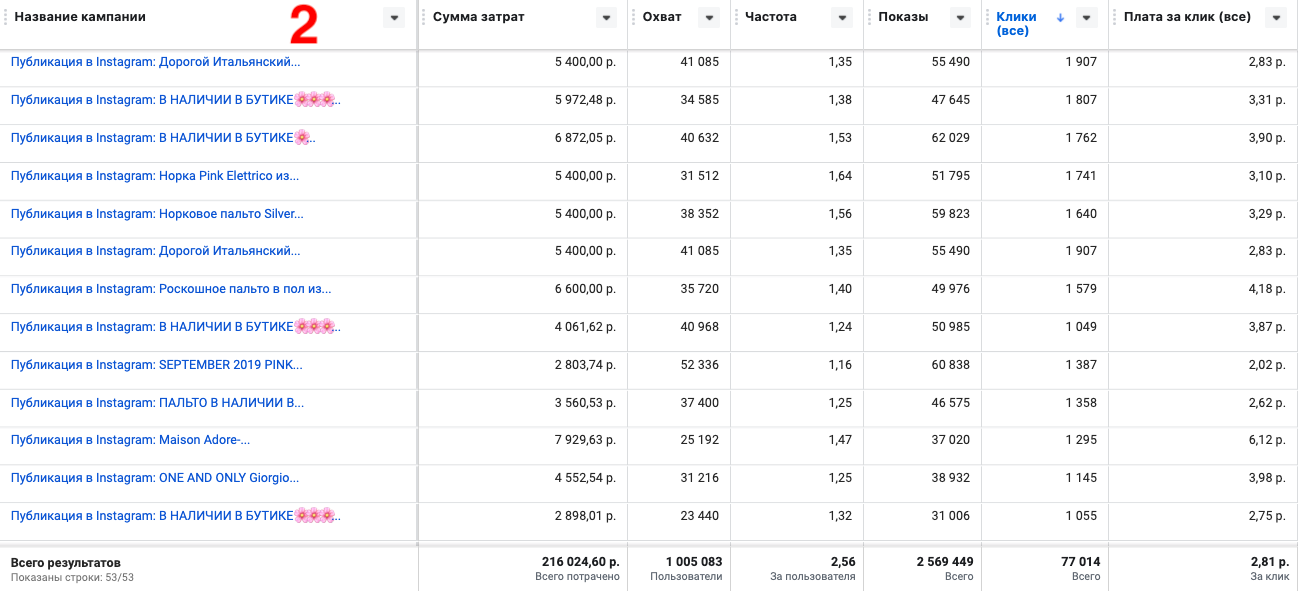 Название кампании 2 Сумма затрат Охват Частота Показы Клики (все) ↓ Плата за клик (все)
Публикация в Instagram: Дорогой Итальянский... 5 400,00 р. 41 085 1,35 55 490 1 907 2,83 р.
Публикация в Instagram: В НАЛИЧИИ В БУТИКЕ🌸🌸🌸... 5 972,48 р. 34 585 1,38 47 645 1 807 3,31 р.
Публикация в Instagram: В НАЛИЧИИ В БУТИКЕ🌸... 6 872,05 р. 40 632 1,53 62 029 1 762 3,90 р.
Публикация в Instagram: Норка Pink Elettrico из... 5 400,00 р. 31 512 1,64 51 795 1 741 3,10 р.
Публикация в Instagram: Норковое пальто Silver... 5 400,00 р. 38 352 1,56 59 823 1 640 3,29 р.
Публикация в Instagram: Дорогой Итальянский... 5 400,00 р. 41 085 1,35 55 490 1 907 2,83 р.
Публикация в Instagram: Роскошное пальто в пол из... 6 600,00 р. 35 720 1,40 49 976 1 579 4,18 р.
Публикация в Instagram: В НАЛИЧИИ В БУТИКЕ🌸🌸🌸... 4 061,62 р. 40 968 1,24 50 985 1 049 3,87 р.
Публикация в Instagram: SEPTEMBER 2019 PINK... 2 803,74 р. 52 336 1,16 60 838 1 387 2,02 р.
Публикация в Instagram: ПАЛЬТО В НАЛИЧИИ В... 3 560,53 р. 37 400 1,25 46 575 1 358 2,62 р.
Публикация в Instagram: Maison Adore-... 7 929,63 р. 25 192 1,47 37 020 1 295 6,12 р.
Публикация в Instagram: ONE AND ONLY Giorgio... 4 552,54 р. 31 216 1,25 38 932 1 145 3,98 р.
Публикация в Instagram: В НАЛИЧИИ В БУТИКЕ🌸🌸🌸... 2 898,01 р. 23 440 1,32 31 006 1 055 2,75 р.
Всего результатов 216 024,60 р. 1 005 083 2,56 2 569 449 77 014 2,81 р.
Показаны строки: 53/53 Всего потрачено Пользователи За пользователя Всего Всего За клик